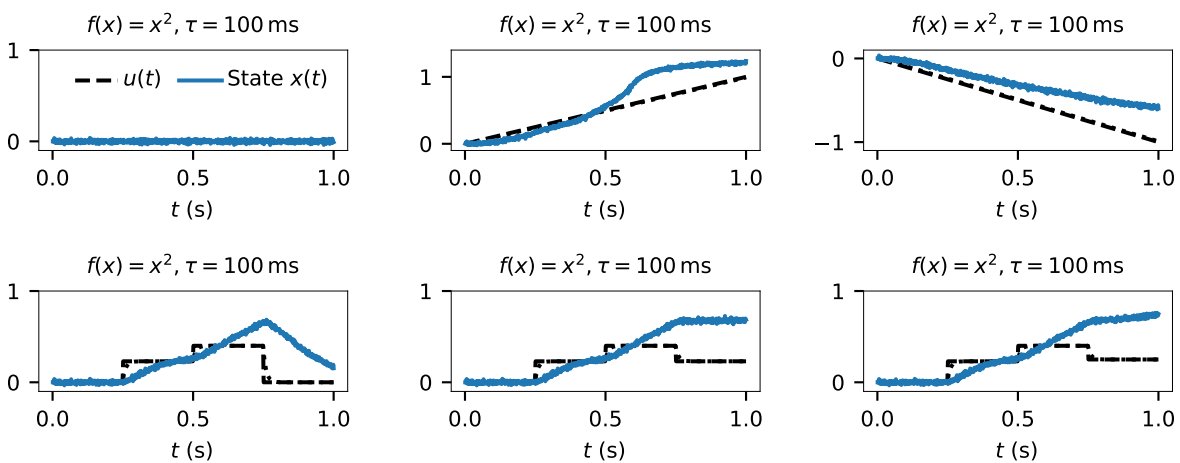 f(x) = x², τ = 100 ms
1
0
u(t)
State x(t)
0.0 0.5 1.0
t (s)
f(x) = x², τ = 100 ms
1
0
0.0 0.5 1.0
t (s)
f(x) = x², τ = 100 ms
0
−1
0.0 0.5 1.0
t (s)
f(x) = x², τ = 100 ms
1
0
0.0 0.5 1.0
t (s)
f(x) = x², τ = 100 ms
1
0
0.0 0.5 1.0
t (s)
f(x) = x², τ = 100 ms
1
0
0.0 0.5 1.0
t (s)